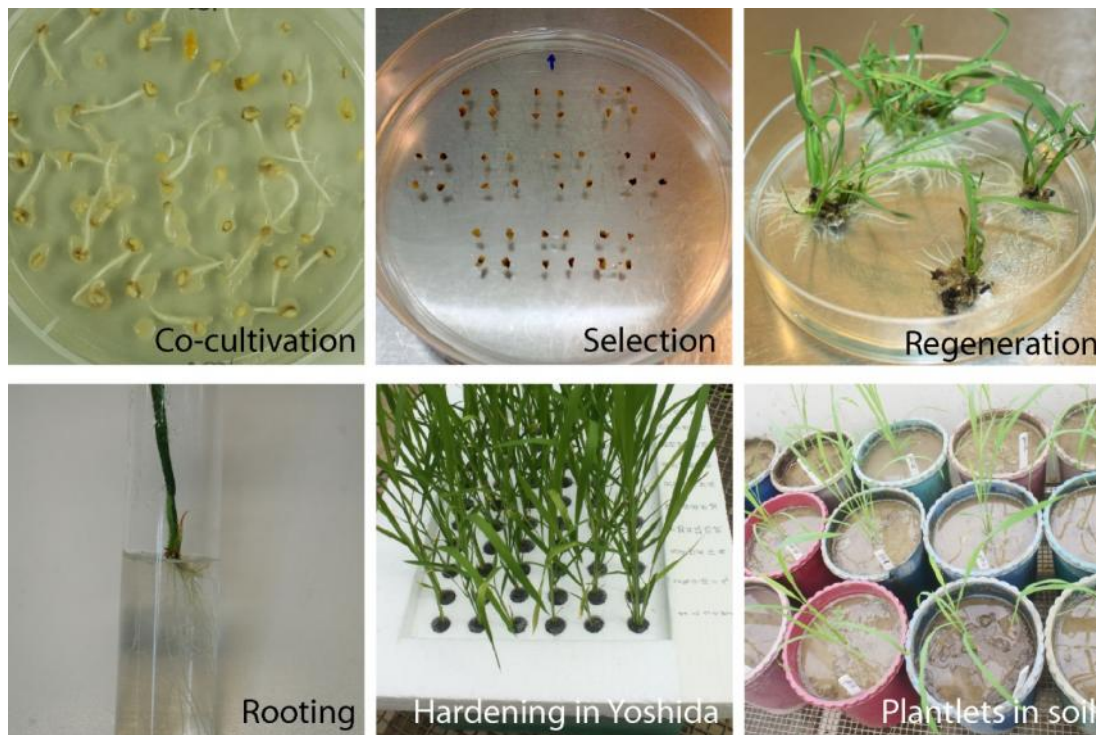 Co-cultivation
Selection
Regeneration
Rooting
Hardening in Yoshida
Plantlets in soil